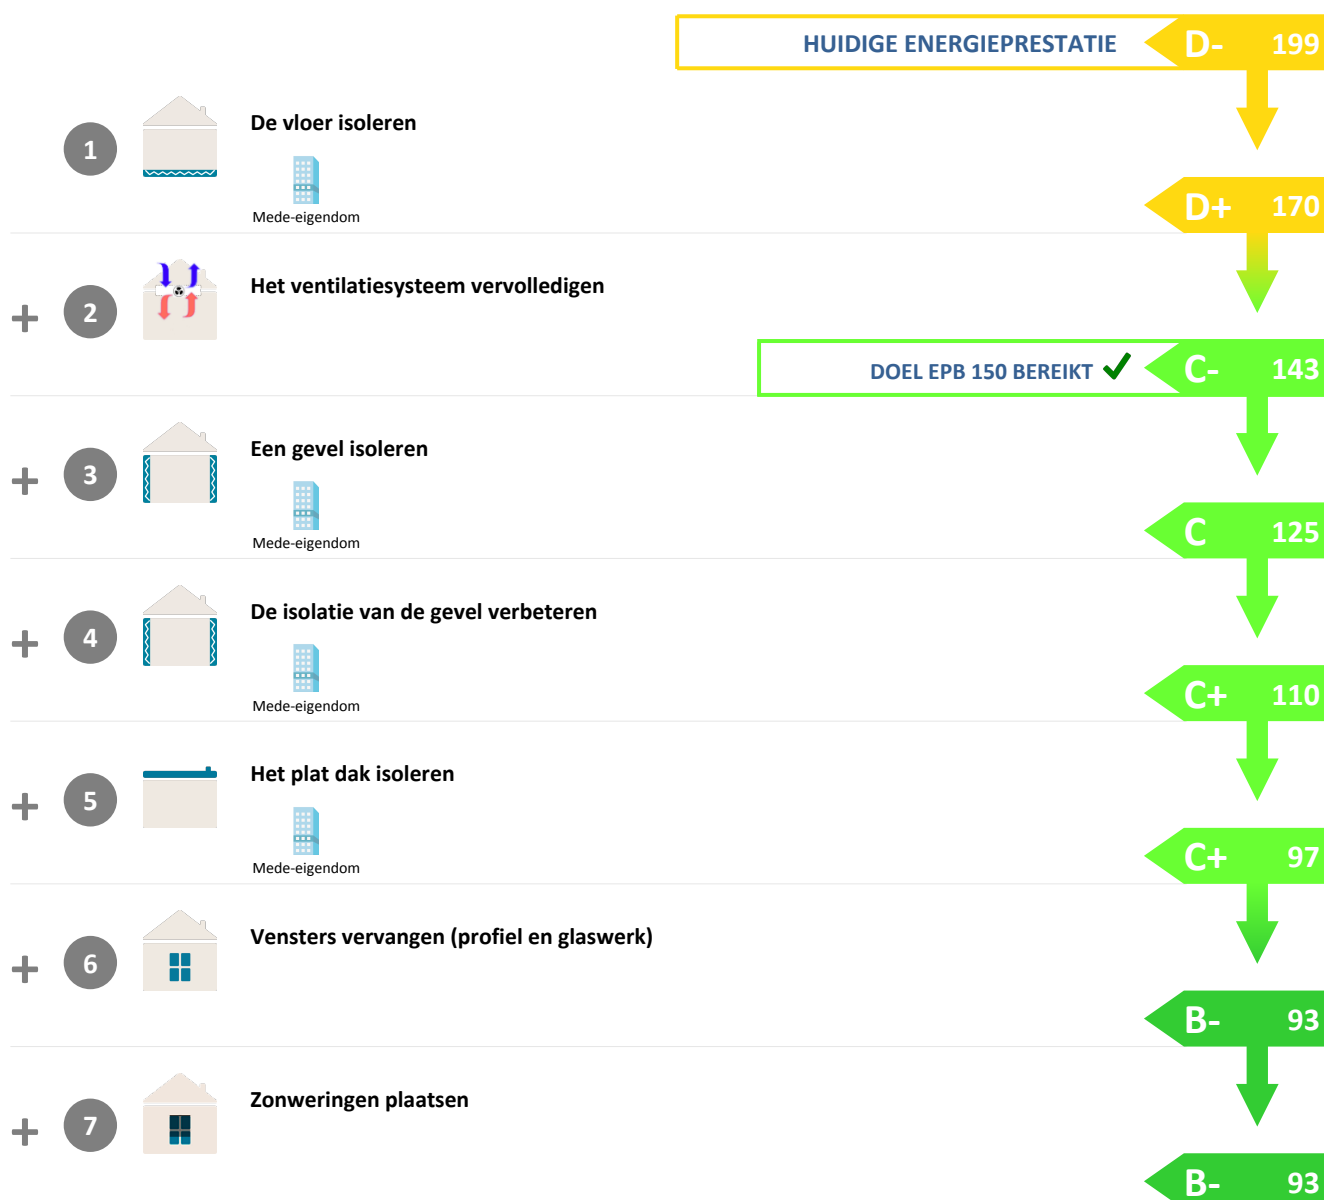 HUIDIGE ENERGIEPRESTATIE D- 199
1 De vloer isoleren
Mede-eigendom
D+ 170
+ 2 Het ventilatiesysteem vervolledigen
DOEL EPB 150 BEREIKT ✓ C- 143
+ 3 Een gevel isoleren
Mede-eigendom
C 125
+ 4 De isolatie van de gevel verbeteren
Mede-eigendom
C+ 110
+ 5 Het plat dak isoleren
Mede-eigendom
C+ 97
+ 6 Vensters vervangen (profiel en glaswerk)
B- 93
+ 7 Zonweringen plaatsen
B- 93